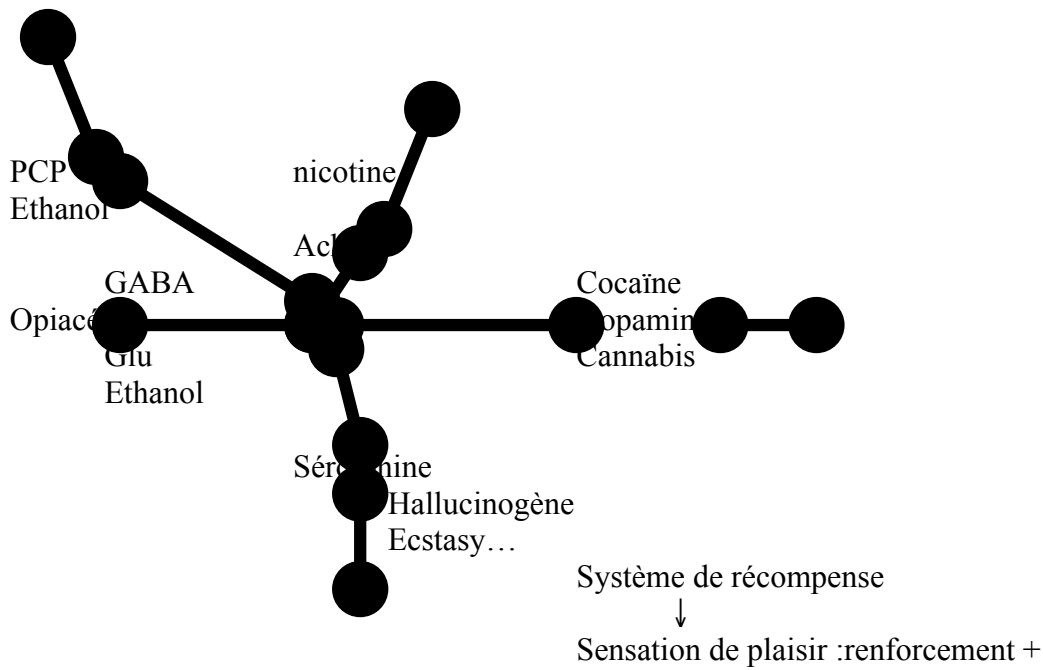 PCP
Ethanol
nicotine
GABA
Glu
Ethanol
Cocaïne
Cannabis
Hallucinogène
Ecstasy…
Système de récompense
↓
Sensation de plaisir :renforcement +